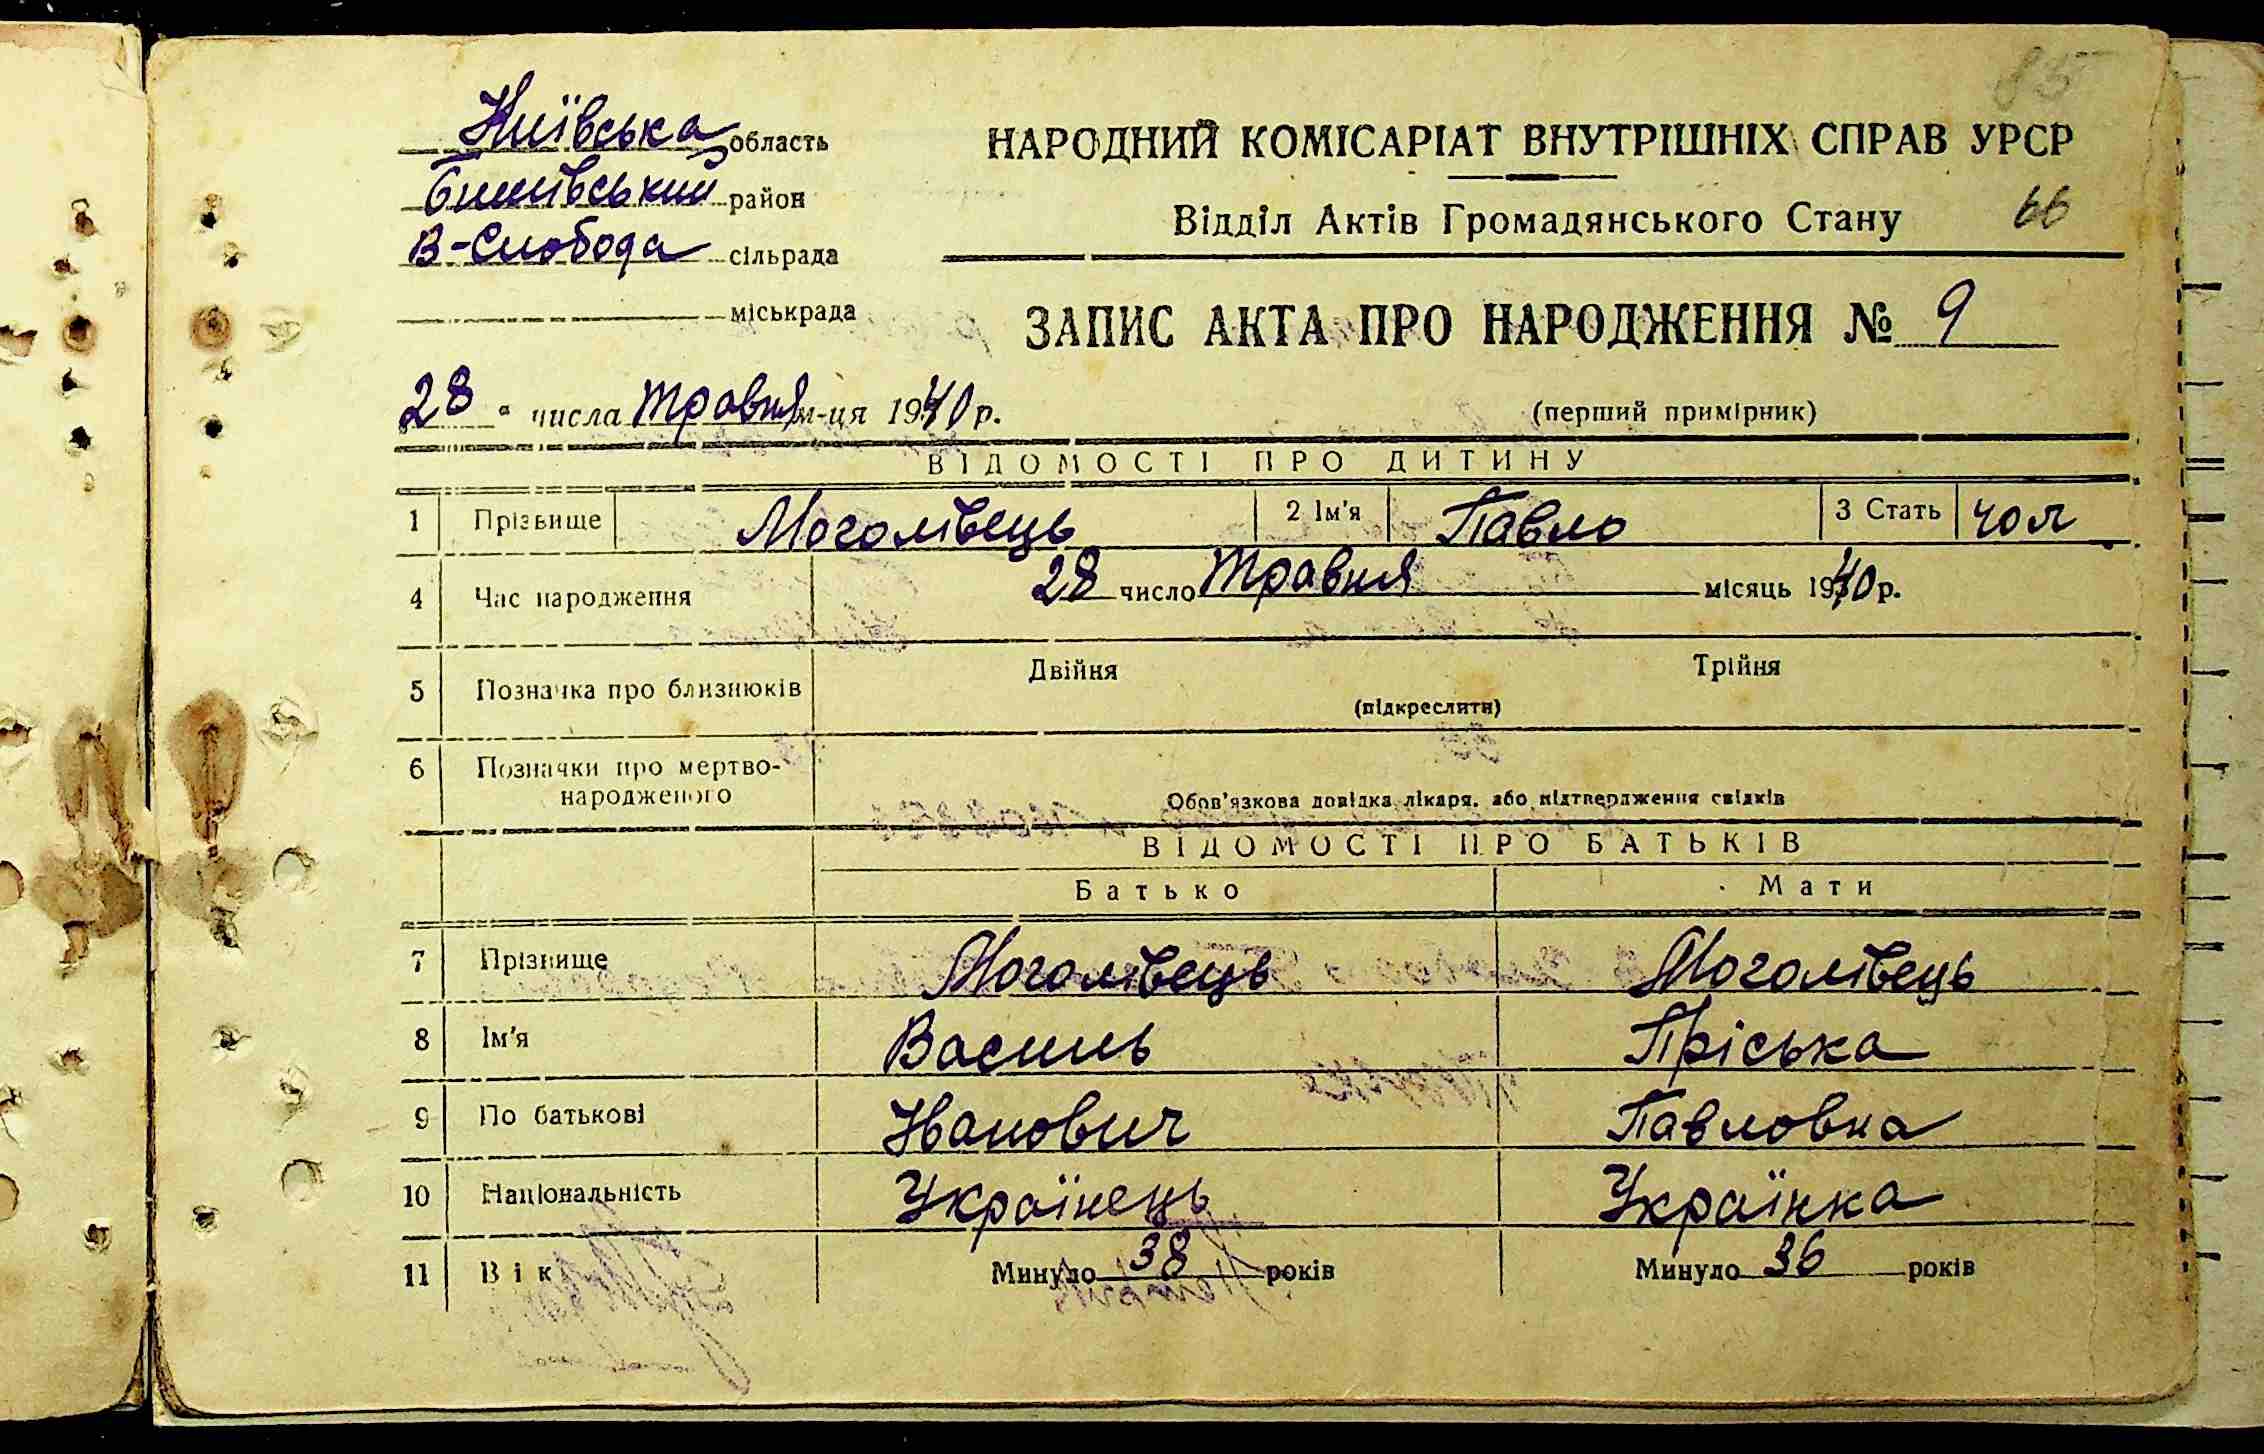 85
Київська область
Бишівський район
В-Слобода сільрада
міськрада
НАРОДНИЙ КОМІСАРІАТ ВНУТРІШНІХ СПРАВ УРСР
Відділ Актів Громадянського Стану
66
ЗАПИС АКТА ПРО НАРОДЖЕННЯ № 9
28 " числа травня м-ця 1940 р.
(перший примірник)
ВІДОМОСТІ ПРО ДИТИНУ
1 Прізвище Моголівець 2 Ім'я Павло 3 Стать чол
4 Час народження 28 число травня місяць 1940 р.
5 Позначка про близнюків Двійня Трійня
(підкреслити)
6 Позначки про мертво-
народженого Обов'язкова довідка лікаря, або підтвердження свідків
ВІДОМОСТІ ПРО БАТЬКІВ
Батько Мати
7 Прізвище Моголівець Моголівець
8 Ім'я Василь Пріська
9 По батькові Іванович Павловна
10 Національність Українець Українка
11 Вік Минуло 38 років Минуло 36 років